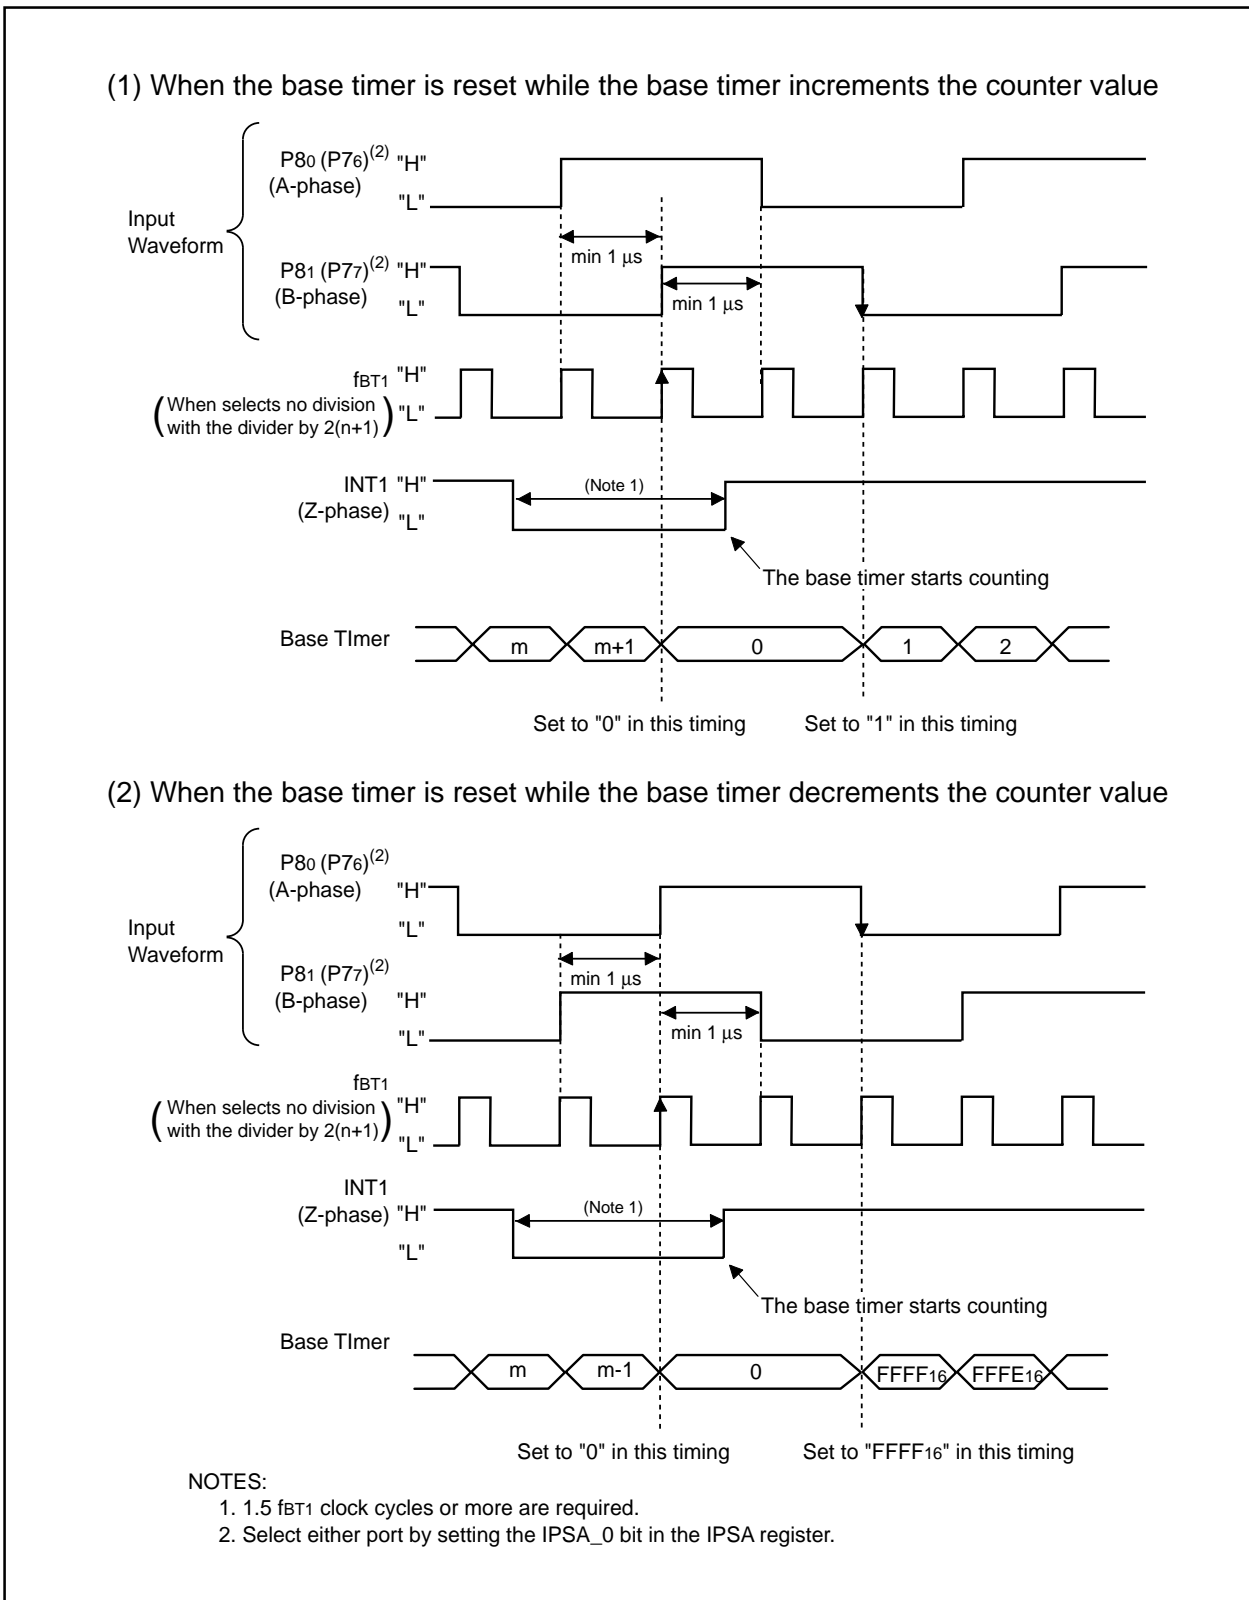 (1) When the base timer is reset while the base timer increments the counter value
P80 (P76)(2) "H"
(A-phase)
"L"
Input
Waveform
min 1 µs
P81 (P77)(2) "H"
(B-phase)
"L"
min 1 µs
fBT1 "H"
(When selects no division
with the divider by 2(n+1)) "L"
INT1 "H"
(Z-phase) "L"
(Note 1)
The base timer starts counting
Base TImer
m m+1 0 1 2
Set to "0" in this timing Set to "1" in this timing
(2) When the base timer is reset while the base timer decrements the counter value
P80 (P76)(2)
(A-phase) "H"
"L"
Input
Waveform
P81 (P77)(2)
min 1 µs
(B-phase) "H"
min 1 µs
"L"
fBT1
(When selects no division
with the divider by 2(n+1)) "H"
"L"
INT1
(Z-phase) "H"
(Note 1)
"L"
The base timer starts counting
Base TImer
m m-1 0 FFFF16 FFFE16
Set to "0" in this timing Set to "FFFF16" in this timing
NOTES:
1. 1.5 fBT1 clock cycles or more are required.
2. Select either port by setting the IPSA_0 bit in the IPSA register.